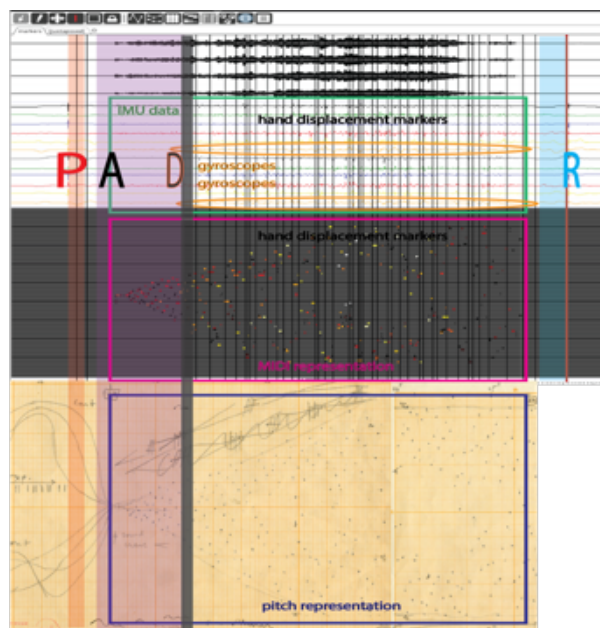 IMU data
hand displacement markers
P A D R
gyroscopes
gyroscopes
hand displacement markers
MIDI representation
pitch representation